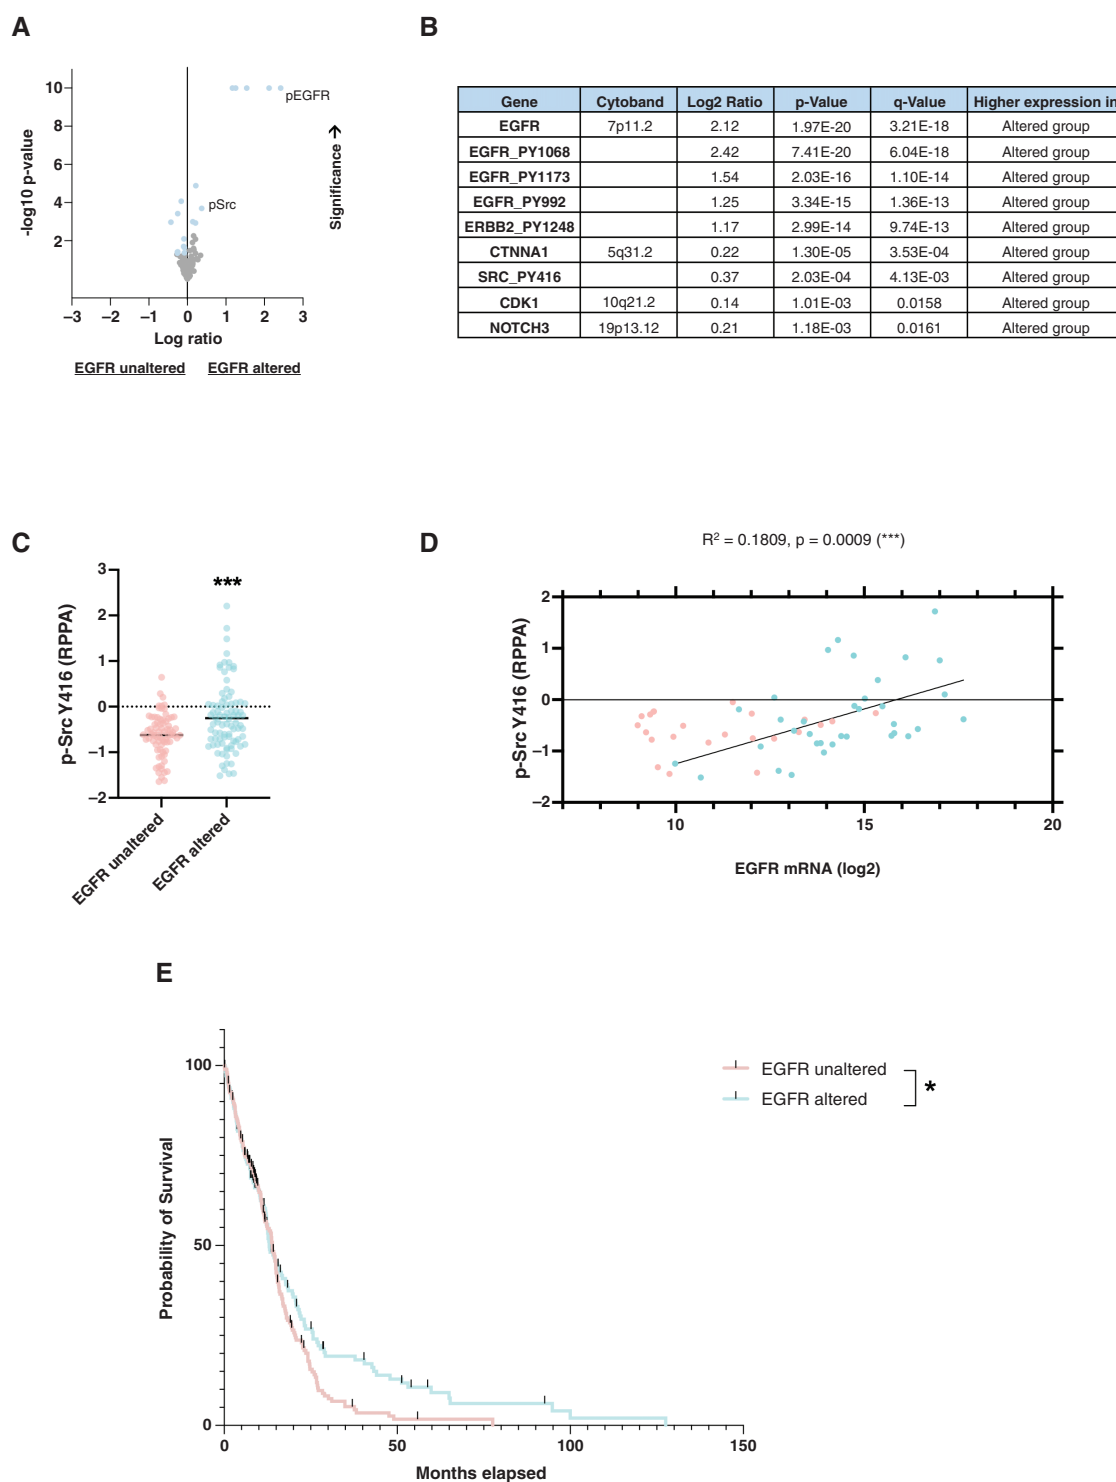 A
-log10 p-value
10
8
6
4
2
pEGFR
pSrc
Significance →
−3 −2 −1 0 1 2 3
Log ratio
EGFR unaltered EGFR altered
B
Gene Cytoband Log2 Ratio p-Value q-Value Higher expression in
EGFR 7p11.2 2.12 1.97E-20 3.21E-18 Altered group
EGFR_PY1068 2.42 7.41E-20 6.04E-18 Altered group
EGFR_PY1173 1.54 2.03E-16 1.10E-14 Altered group
EGFR_PY992 1.25 3.34E-15 1.36E-13 Altered group
ERBB2_PY1248 1.17 2.99E-14 9.74E-13 Altered group
CTNNA1 5q31.2 0.22 1.30E-05 3.53E-04 Altered group
SRC_PY416 0.37 2.03E-04 4.13E-03 Altered group
CDK1 10q21.2 0.14 1.01E-03 0.0158 Altered group
NOTCH3 19p13.12 0.21 1.18E-03 0.0161 Altered group
C
p-Src Y416 (RPPA)
3
2
1
0
−1
−2
***
EGFR unaltered
EGFR altered
D
R² = 0.1809, p = 0.0009 (***)
p-Src Y416 (RPPA)
2
1
0
−1
−2
10 15 20
EGFR mRNA (log2)
E
Probability of Survival
100
50
0
0 50 100 150
Months elapsed
EGFR unaltered
EGFR altered
*